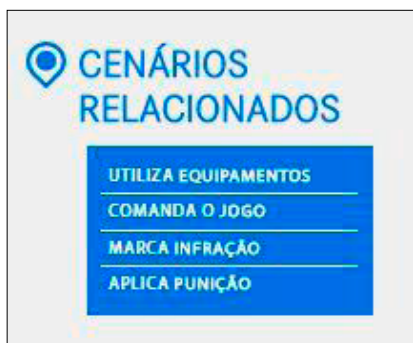 CENÁRIOS
RELACIONADOS
UTILIZA EQUIPAMENTOS
COMANDA O JOGO
MARCA INFRAÇÃO
APLICA PUNIÇÃO